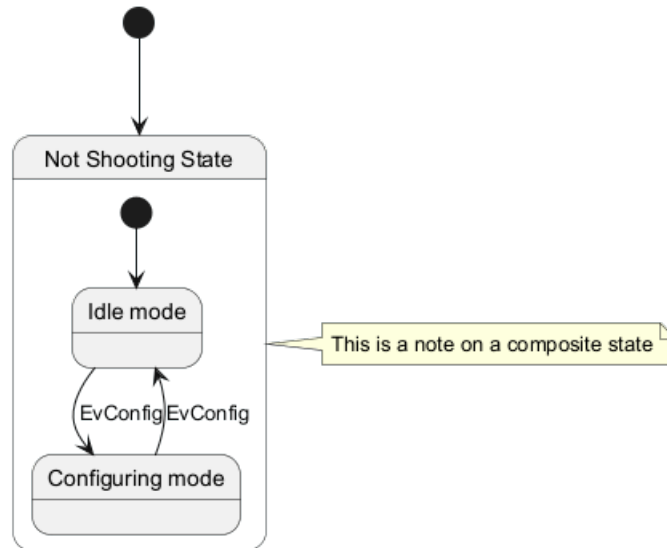 Not Shooting State
Idle mode
This is a note on a composite state
EvConfig
EvConfig
Configuring mode